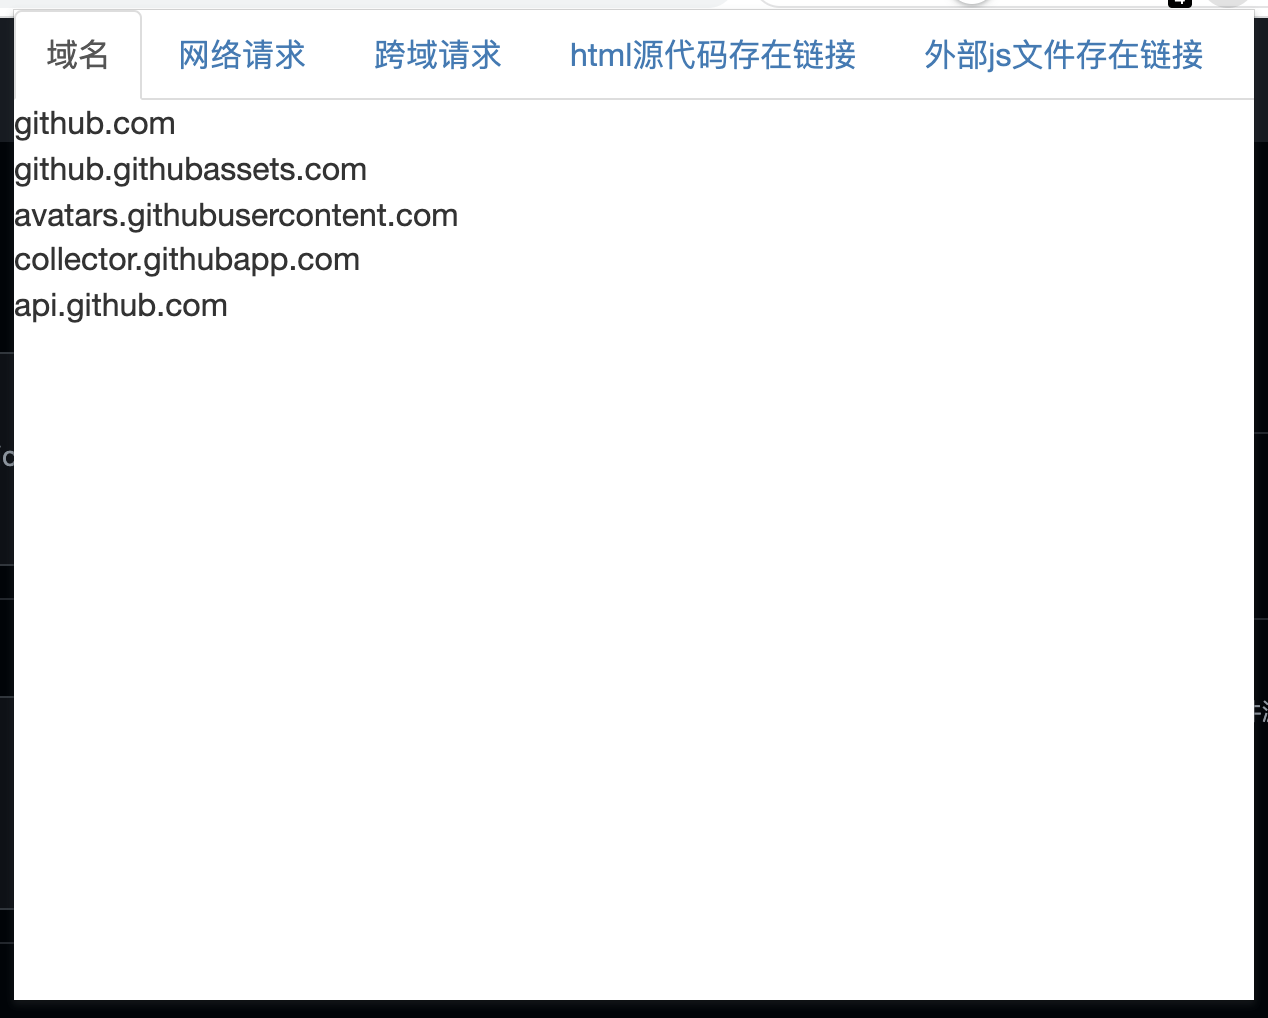 域名 网络请求 跨域请求 html源代码存在链接 外部js文件存在链接
github.com
github.githubassets.com
avatars.githubusercontent.com
collector.githubapp.com
api.github.com